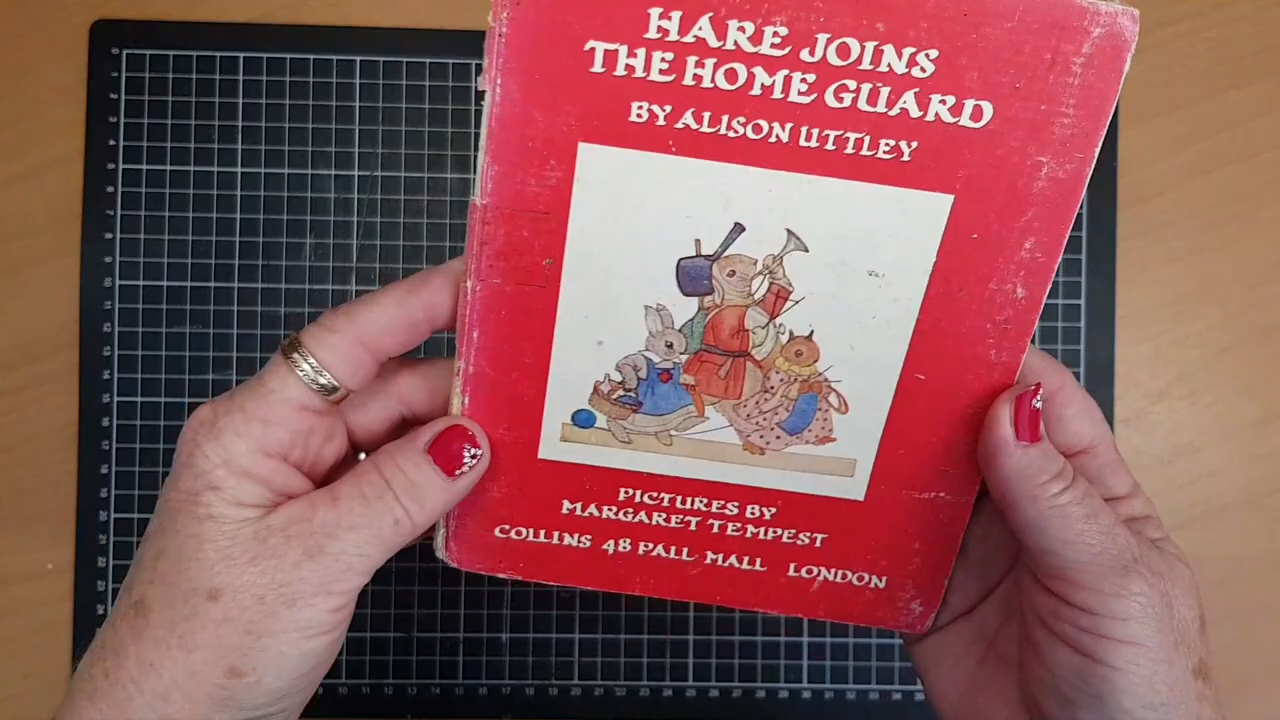 HARE JOINS
THE HOME GUARD
BY ALISON UTTLEY
PICTURES BY
MARGARET TEMPEST
COLLINS 48 PALL MALL LONDON